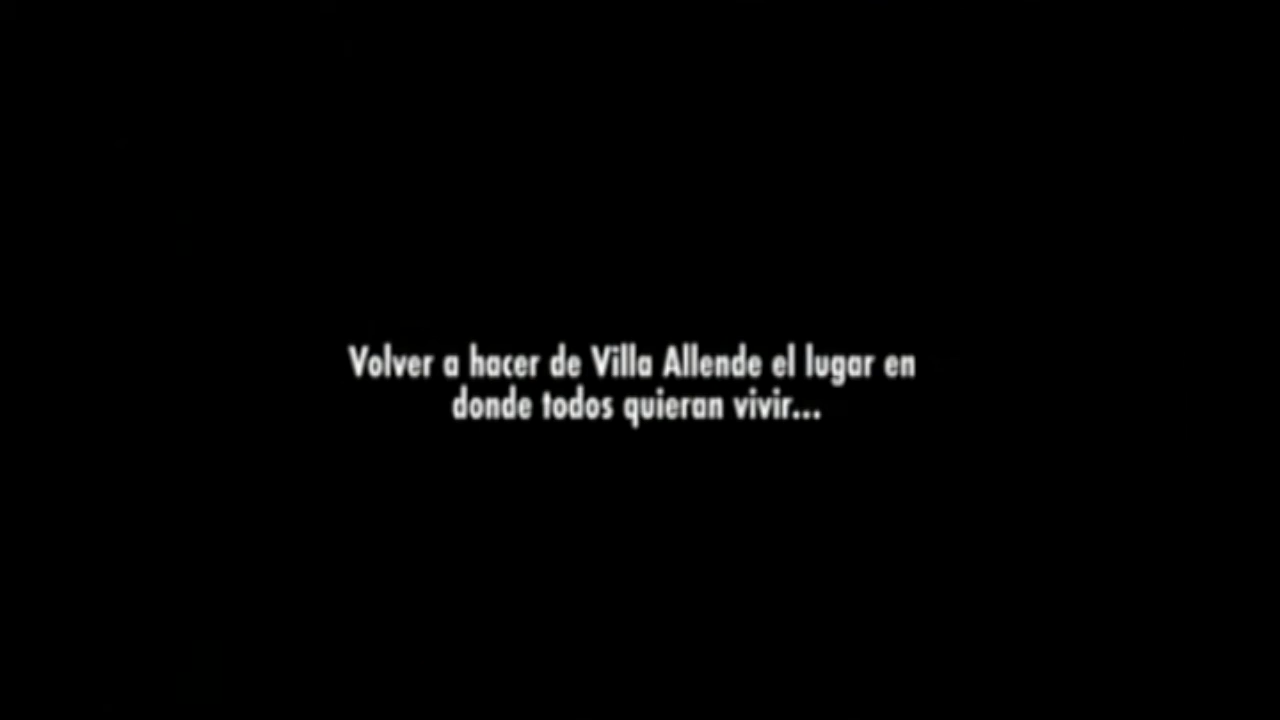 Volver a hacer de Villa Allende el lugar en
donde todos quieran vivir...